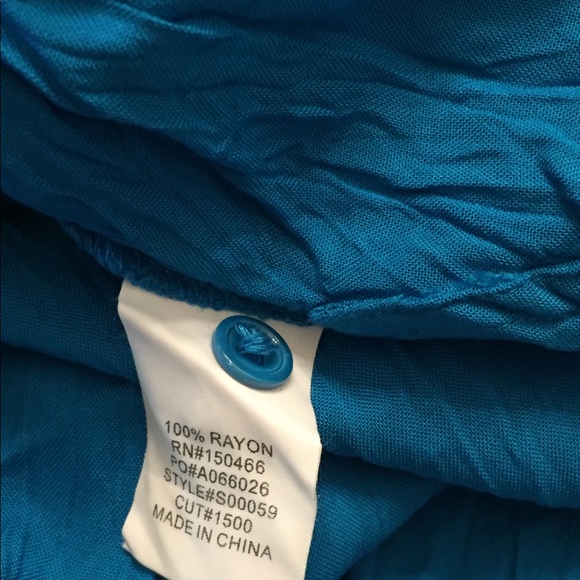 100% RAYON
RN#150466
PO#A066026
STYLE#S00059
CUT#1500
MADE IN CHINA